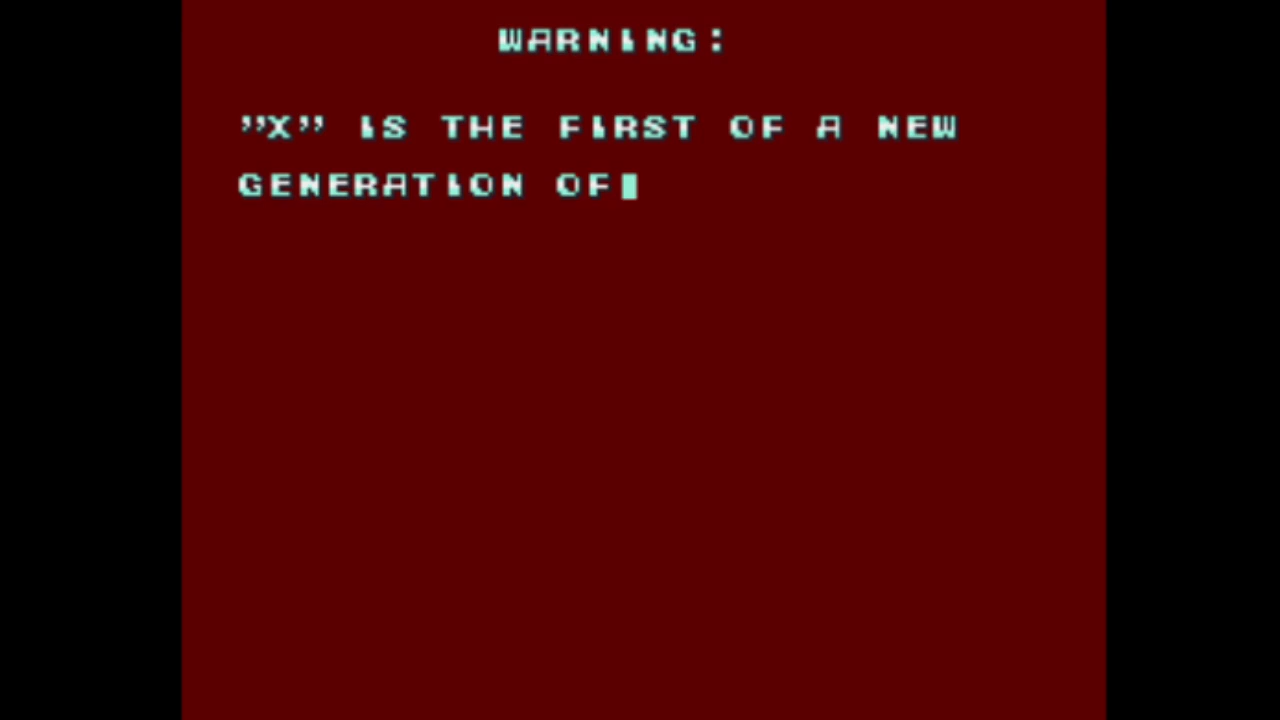 WARNING:
"X" IS THE FIRST OF A NEW
GENERATION OF